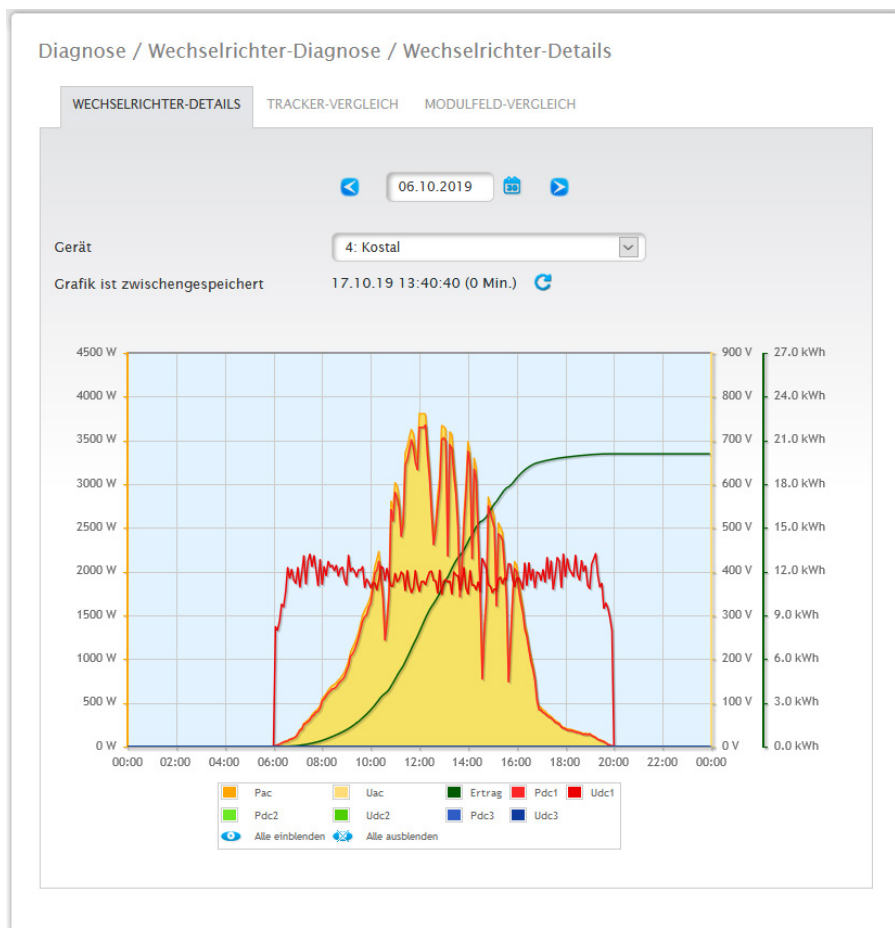 Diagnose / Wechselrichter-Diagnose / Wechselrichter-Details
WECHSELRICHTER-DETAILS TRACKER-VERGLEICH MODULFELD-VERGLEICH
06.10.2019 30
Gerät 4: Kostal
Grafik ist zwischengespeichert 17.10.19 13:40:40 (0 Min.)
4500 W 900 V 27.0 kWh
4000 W 800 V 24.0 kWh
3500 W 700 V 21.0 kWh
3000 W 600 V 18.0 kWh
2500 W 500 V 15.0 kWh
2000 W 400 V 12.0 kWh
1500 W 300 V 9.0 kWh
1000 W 200 V 6.0 kWh
500 W 100 V 3.0 kWh
0 W 0 V 0.0 kWh
00:00 02:00 04:00 06:00 08:00 10:00 12:00 14:00 16:00 18:00 20:00 22:00 00:00
Pac Uac Ertrag Pdc1 Udc1
Pdc2 Udc2 Pdc3 Udc3
Alle einblenden Alle ausblenden